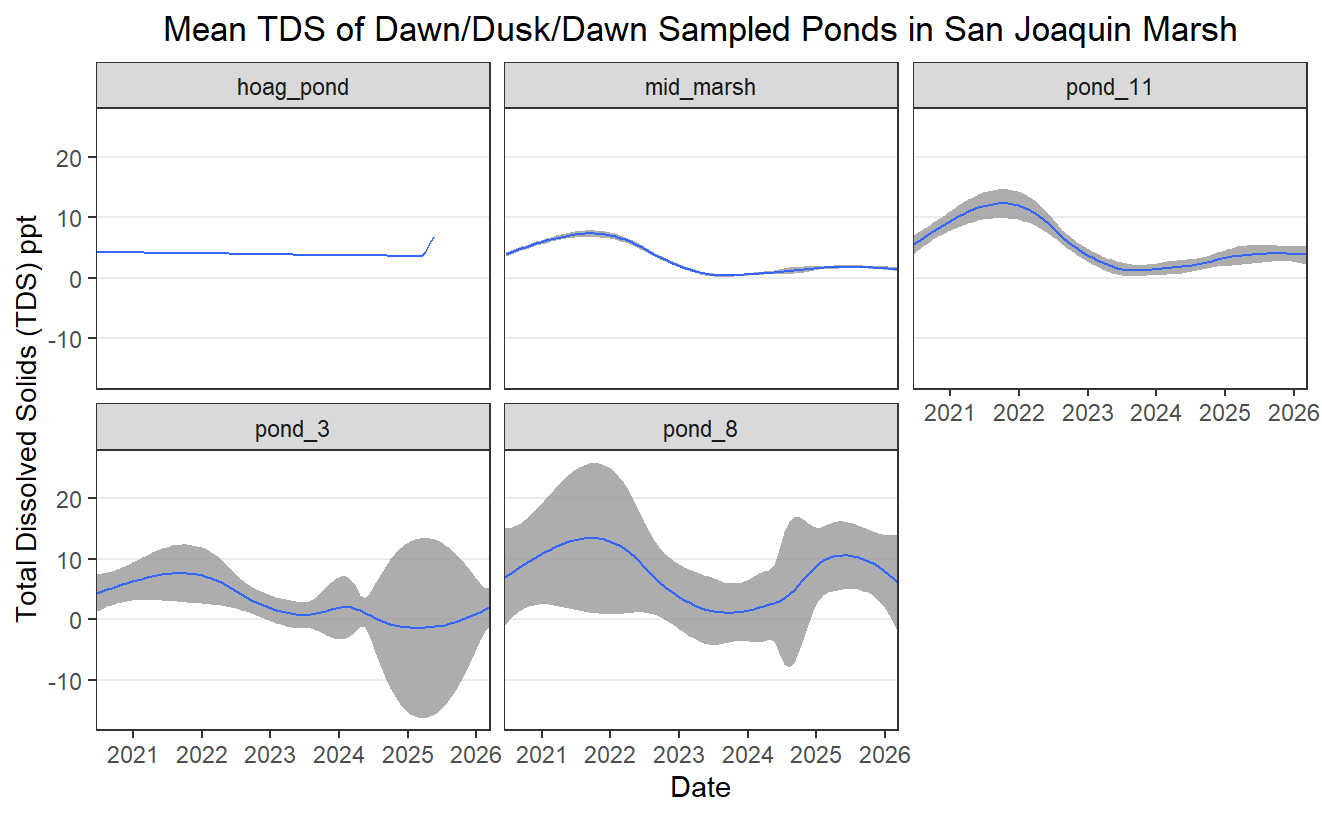 Mean TDS of Dawn/Dusk/Dawn Sampled Ponds in San Joaquin Marsh
hoag_pond
mid_marsh
pond_11
20
10
0
-10
2021 2022 2023 2024 2025 2026
pond_3
pond_8
20
10
0
-10
2021 2022 2023 2024 2025 2026
2021 2022 2023 2024 2025 2026
Date
Total Dissolved Solids (TDS) ppt